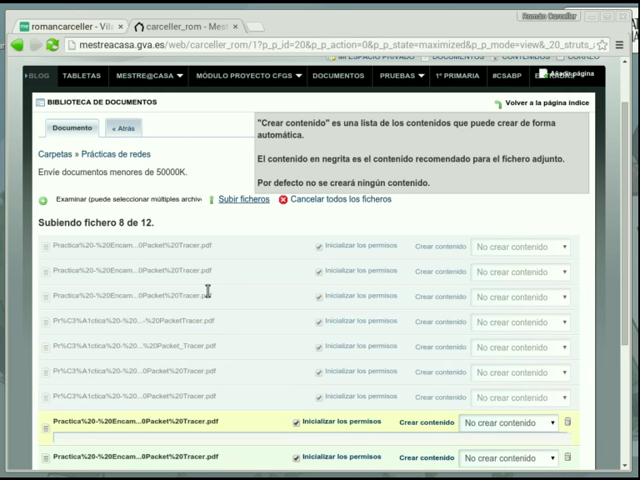 Román Carceller
romancarceller - Vila
carceller_rom - Mest
mestreacasa.gva.es/web/carceller_rom/1?p_p_id=20&p_p_action=0&p_p_state=maximized&p_p_mode=view&_20_struts_
MI ESPACIO PRIVADO DOCUMENTOS CONTENIDOS CORREO
Añadir página
BLOG TABLETAS MESTRE@CASA MÓDULO PROYECTO CFGS DOCUMENTOS PRUEBAS 1º PRIMARIA #CSABP
BIBLIOTECA DE DOCUMENTOS
Volver a la página índice
Documento « Atrás
"Crear contenido" es una lista de los contenidos que puede crear de forma
automática.
El contenido en negrita es el contenido recomendado para el fichero adjunto.
Por defecto no se creará ningún contenido.
Carpetas » Prácticas de redes
Envíe documentos menores de 50000K.
Examinar (puede seleccionar múltiples archiv Subir ficheros Cancelar todos los ficheros
Subiendo fichero 8 de 12.
Practica%20-%20Encam...0Packet%20Tracer.pdf Inicializar los permisos Crear contenido No crear contenido
Practica%20-%20Encam...0Packet%20Tracer.pdf Inicializar los permisos Crear contenido No crear contenido
Practica%20-%20Encam...0Packet%20Tracer.pdf Inicializar los permisos Crear contenido No crear contenido
Pr%C3%A1ctica%20-%20...-%20PacketTracer.pdf Inicializar los permisos Crear contenido No crear contenido
Pr%C3%A1ctica%20-%20...%20Packet_Tracer.pdf Inicializar los permisos Crear contenido No crear contenido
Pr%C3%A1ctica%20-%20Encam...0Packet%20Tracer.pdf Inicializar los permisos Crear contenido No crear contenido
Practica%20-%20Encam...0Packet%20Tracer.pdf Inicializar los permisos Crear contenido No crear contenido
Practica%20-%20Encam...0Packet%20Tracer.pdf Inicializar los permisos Crear contenido No crear contenido
Practica%20-%20Encam...0Packet%20Tracer.pdf Inicializar los permisos Crear contenido No crear contenido